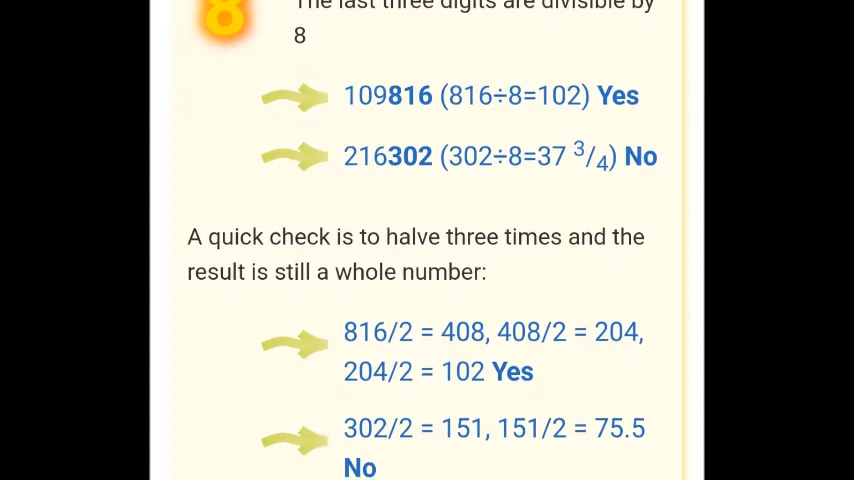 8
The last three digits are divisible by
8
109816 (816÷8=102) Yes
216302 (302÷8=37 3/4) No
A quick check is to halve three times and the
result is still a whole number:
816/2 = 408, 408/2 = 204,
204/2 = 102 Yes
302/2 = 151, 151/2 = 75.5
No